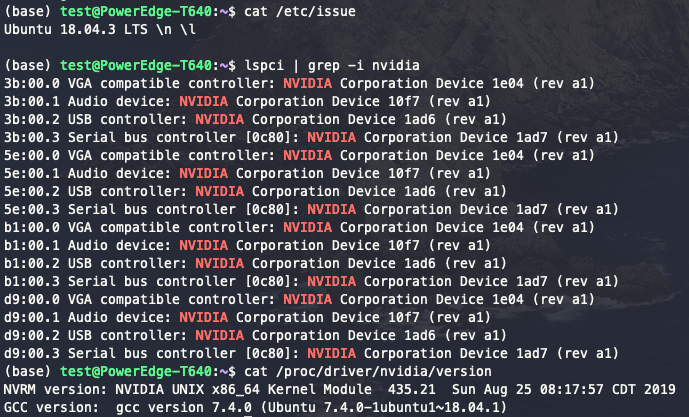 (base) test@PowerEdge-T640:~$ cat /etc/issue
Ubuntu 18.04.3 LTS \n \l
(base) test@PowerEdge-T640:~$ lspci | grep -i nvidia
3b:00.0 VGA compatible controller: NVIDIA Corporation Device 1e04 (rev a1)
3b:00.1 Audio device: NVIDIA Corporation Device 10f7 (rev a1)
3b:00.2 USB controller: NVIDIA Corporation Device 1ad6 (rev a1)
3b:00.3 Serial bus controller [0c80]: NVIDIA Corporation Device 1ad7 (rev a1)
5e:00.0 VGA compatible controller: NVIDIA Corporation Device 1e04 (rev a1)
5e:00.1 Audio device: NVIDIA Corporation Device 10f7 (rev a1)
5e:00.2 USB controller: NVIDIA Corporation Device 1ad6 (rev a1)
5e:00.3 Serial bus controller [0c80]: NVIDIA Corporation Device 1ad7 (rev a1)
b1:00.0 VGA compatible controller: NVIDIA Corporation Device 1e04 (rev a1)
b1:00.1 Audio device: NVIDIA Corporation Device 10f7 (rev a1)
b1:00.2 USB controller: NVIDIA Corporation Device 1ad6 (rev a1)
b1:00.3 Serial bus controller [0c80]: NVIDIA Corporation Device 1ad7 (rev a1)
d9:00.0 VGA compatible controller: NVIDIA Corporation Device 1e04 (rev a1)
d9:00.1 Audio device: NVIDIA Corporation Device 10f7 (rev a1)
d9:00.2 USB controller: NVIDIA Corporation Device 1ad6 (rev a1)
d9:00.3 Serial bus controller [0c80]: NVIDIA Corporation Device 1ad7 (rev a1)
(base) test@PowerEdge-T640:~$ cat /proc/driver/nvidia/version
NVRM version: NVIDIA UNIX x86_64 Kernel Module  435.21  Sun Aug 25 08:17:57 CDT 2019
GCC version:  gcc version 7.4.0 (Ubuntu 7.4.0-1ubuntu1~18.04.1)